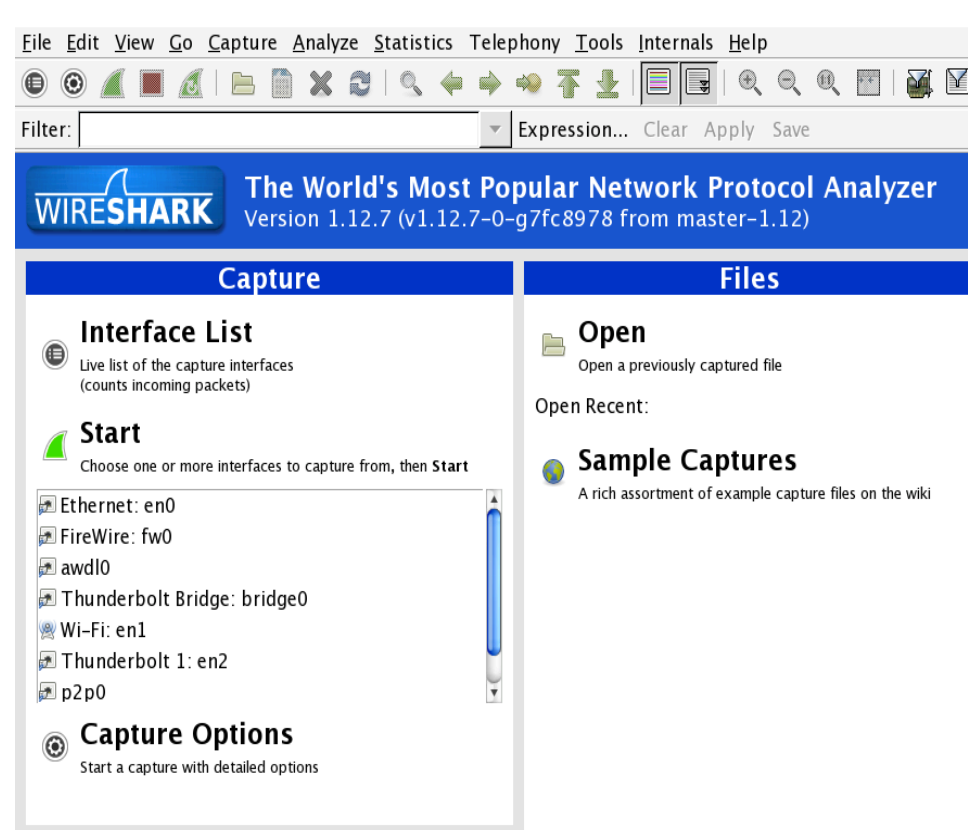 File Edit View Go Capture Analyze Statistics Telephony Tools Internals Help
Filter: Expression... Clear Apply Save
WIRESHARK
The World's Most Popular Network Protocol Analyzer
Version 1.12.7 (v1.12.7-0-g7fc8978 from master-1.12)
Capture
Interface List
Live list of the capture interfaces
(counts incoming packets)
Start
Choose one or more interfaces to capture from, then Start
Ethernet: en0
FireWire: fw0
awdl0
Thunderbolt Bridge: bridge0
Wi-Fi: en1
Thunderbolt 1: en2
p2p0
Capture Options
Start a capture with detailed options
Files
Open
Open a previously captured file
Open Recent:
Sample Captures
A rich assortment of example capture files on the wiki